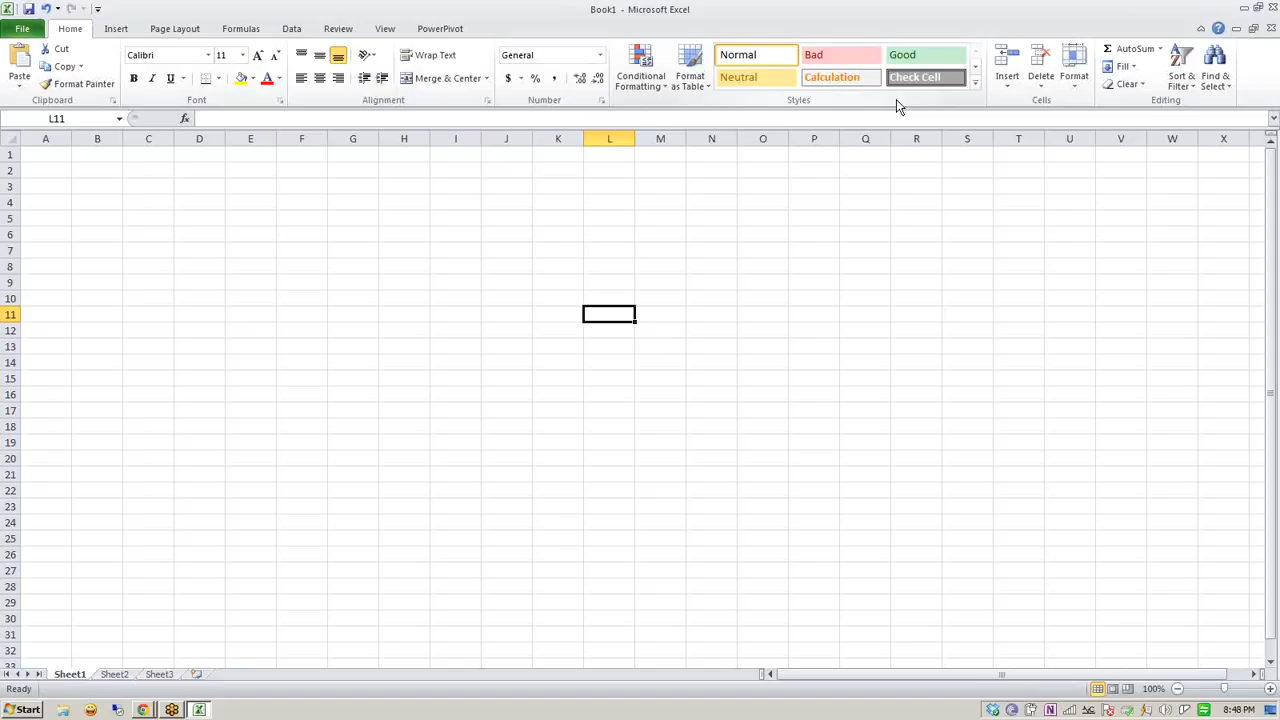 Book1 - Microsoft Excel
File Home Insert Page Layout Formulas Data Review View PowerPivot
Paste
Cut
Copy
Format Painter
Clipboard
Calibri 11
B I U
Font
Wrap Text
Merge & Center
Alignment
General
$ % ,
Number
Conditional Formatting
Format as Table
Normal Bad Good
Neutral Calculation Check Cell
Styles
Insert Delete Format
Cells
AutoSum
Fill
Clear
Sort & Filter
Find & Select
Editing
L11 fx
A B C D E F G H I J K L M N O P Q R S T U V W X
1
2
3
4
5
6
7
8
9
10
11
12
13
14
15
16
17
18
19
20
21
22
23
24
25
26
27
28
29
30
31
32
33
Sheet1 Sheet2 Sheet3
Ready 100%
Start 8:48 PM